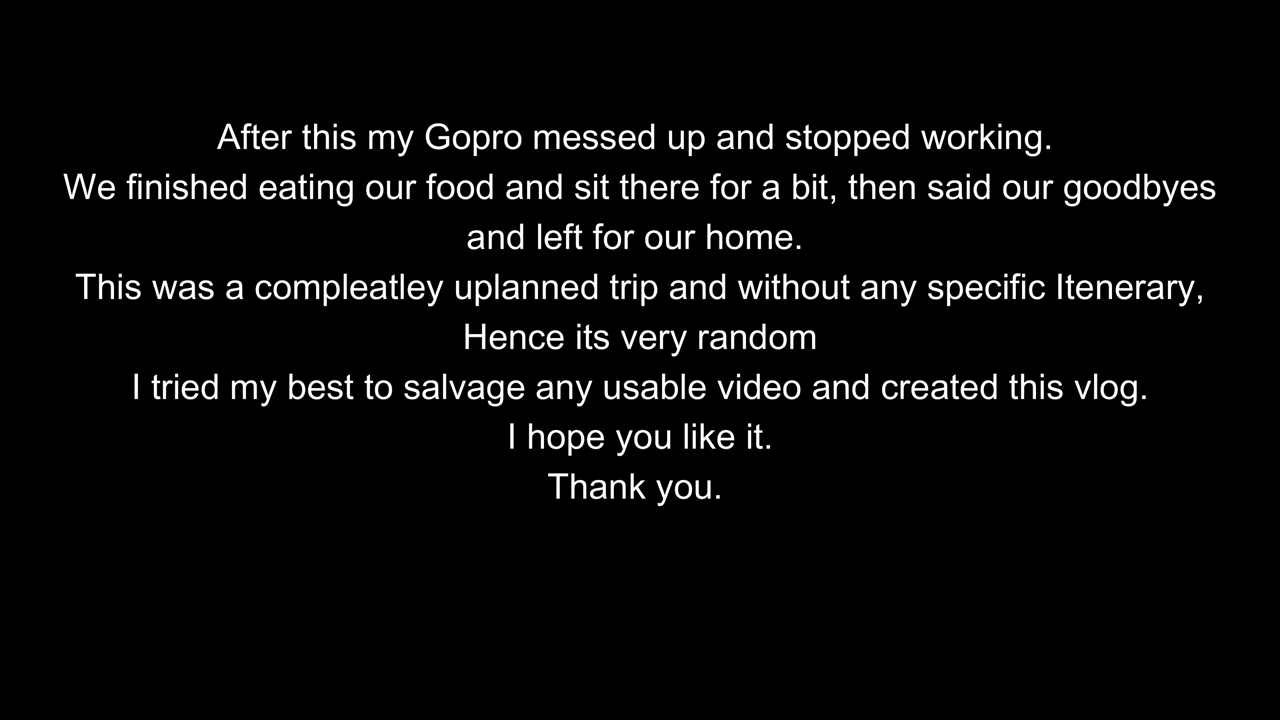 After this my Gopro messed up and stopped working.
We finished eating our food and sit there for a bit, then said our goodbyes
and left for our home.
This was a compleatley uplanned trip and without any specific Itenerary,
Hence its very random
I tried my best to salvage any usable video and created this vlog.
I hope you like it.
Thank you.